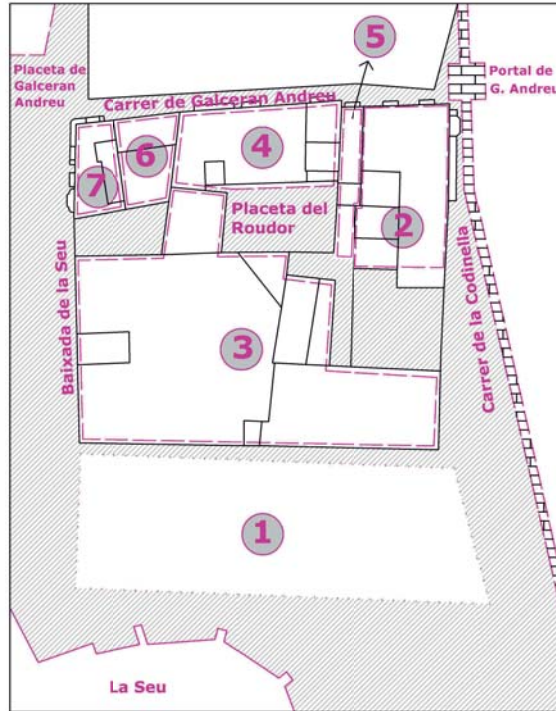 5
Placeta de
Galceran
Andreu
Portal de
G. Andreu
Carrer de Galceran Andreu
7
6
4
2
Placeta del
Roudor
Baixada de la Seu
3
Carrer de la Codinella
1
La Seu